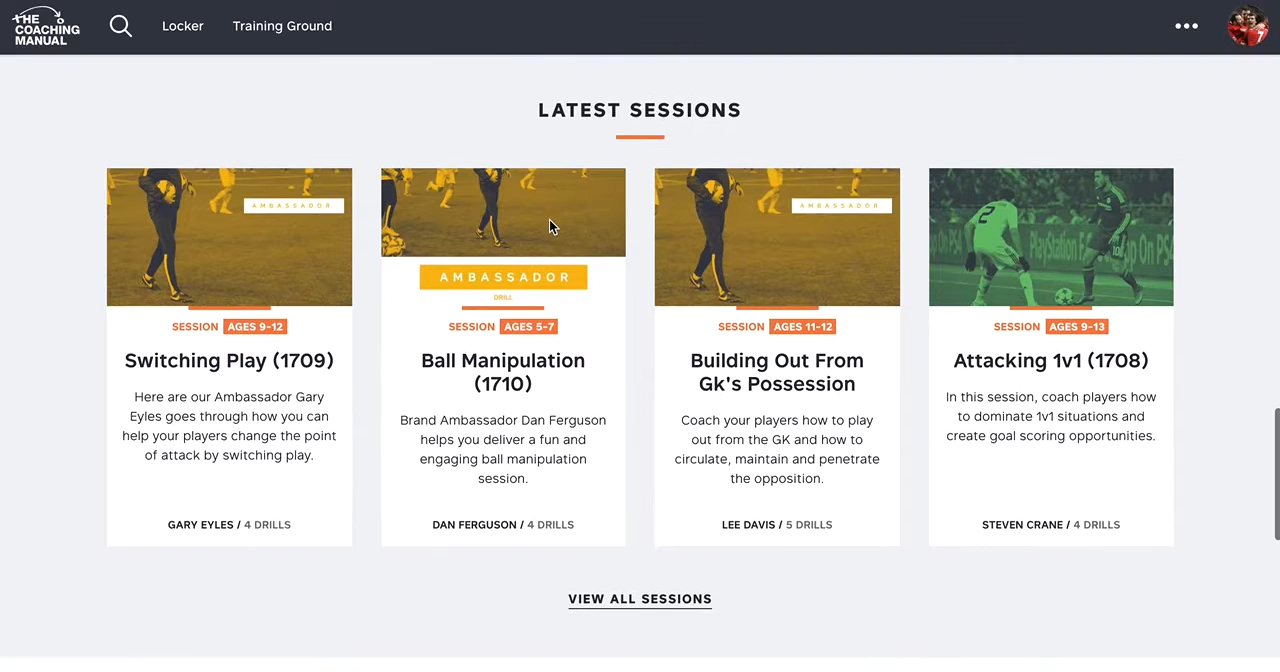 THE
COACHING
MANUAL
Locker
Training Ground
LATEST SESSIONS
AMBASSADOR
SESSION AGES 9-12
Switching Play (1709)
Here are our Ambassador Gary
Eyles goes through how you can
help your players change the point
of attack by switching play.
GARY EYLES / 4 DRILLS
AMBASSADOR
DRILL
SESSION AGES 5-7
Ball Manipulation
(1710)
Brand Ambassador Dan Ferguson
helps you deliver a fun and
engaging ball manipulation
session.
DAN FERGUSON / 4 DRILLS
AMBASSADOR
SESSION AGES 11-12
Building Out From
Gk's Possession
Coach your players how to play
out from the GK and how to
circulate, maintain and penetrate
the opposition.
LEE DAVIS / 5 DRILLS
2
10
PlayStation
SESSION AGES 9-13
Attacking 1v1 (1708)
In this session, coach players how
to dominate 1v1 situations and
create goal scoring opportunities.
STEVEN CRANE / 4 DRILLS
VIEW ALL SESSIONS
7